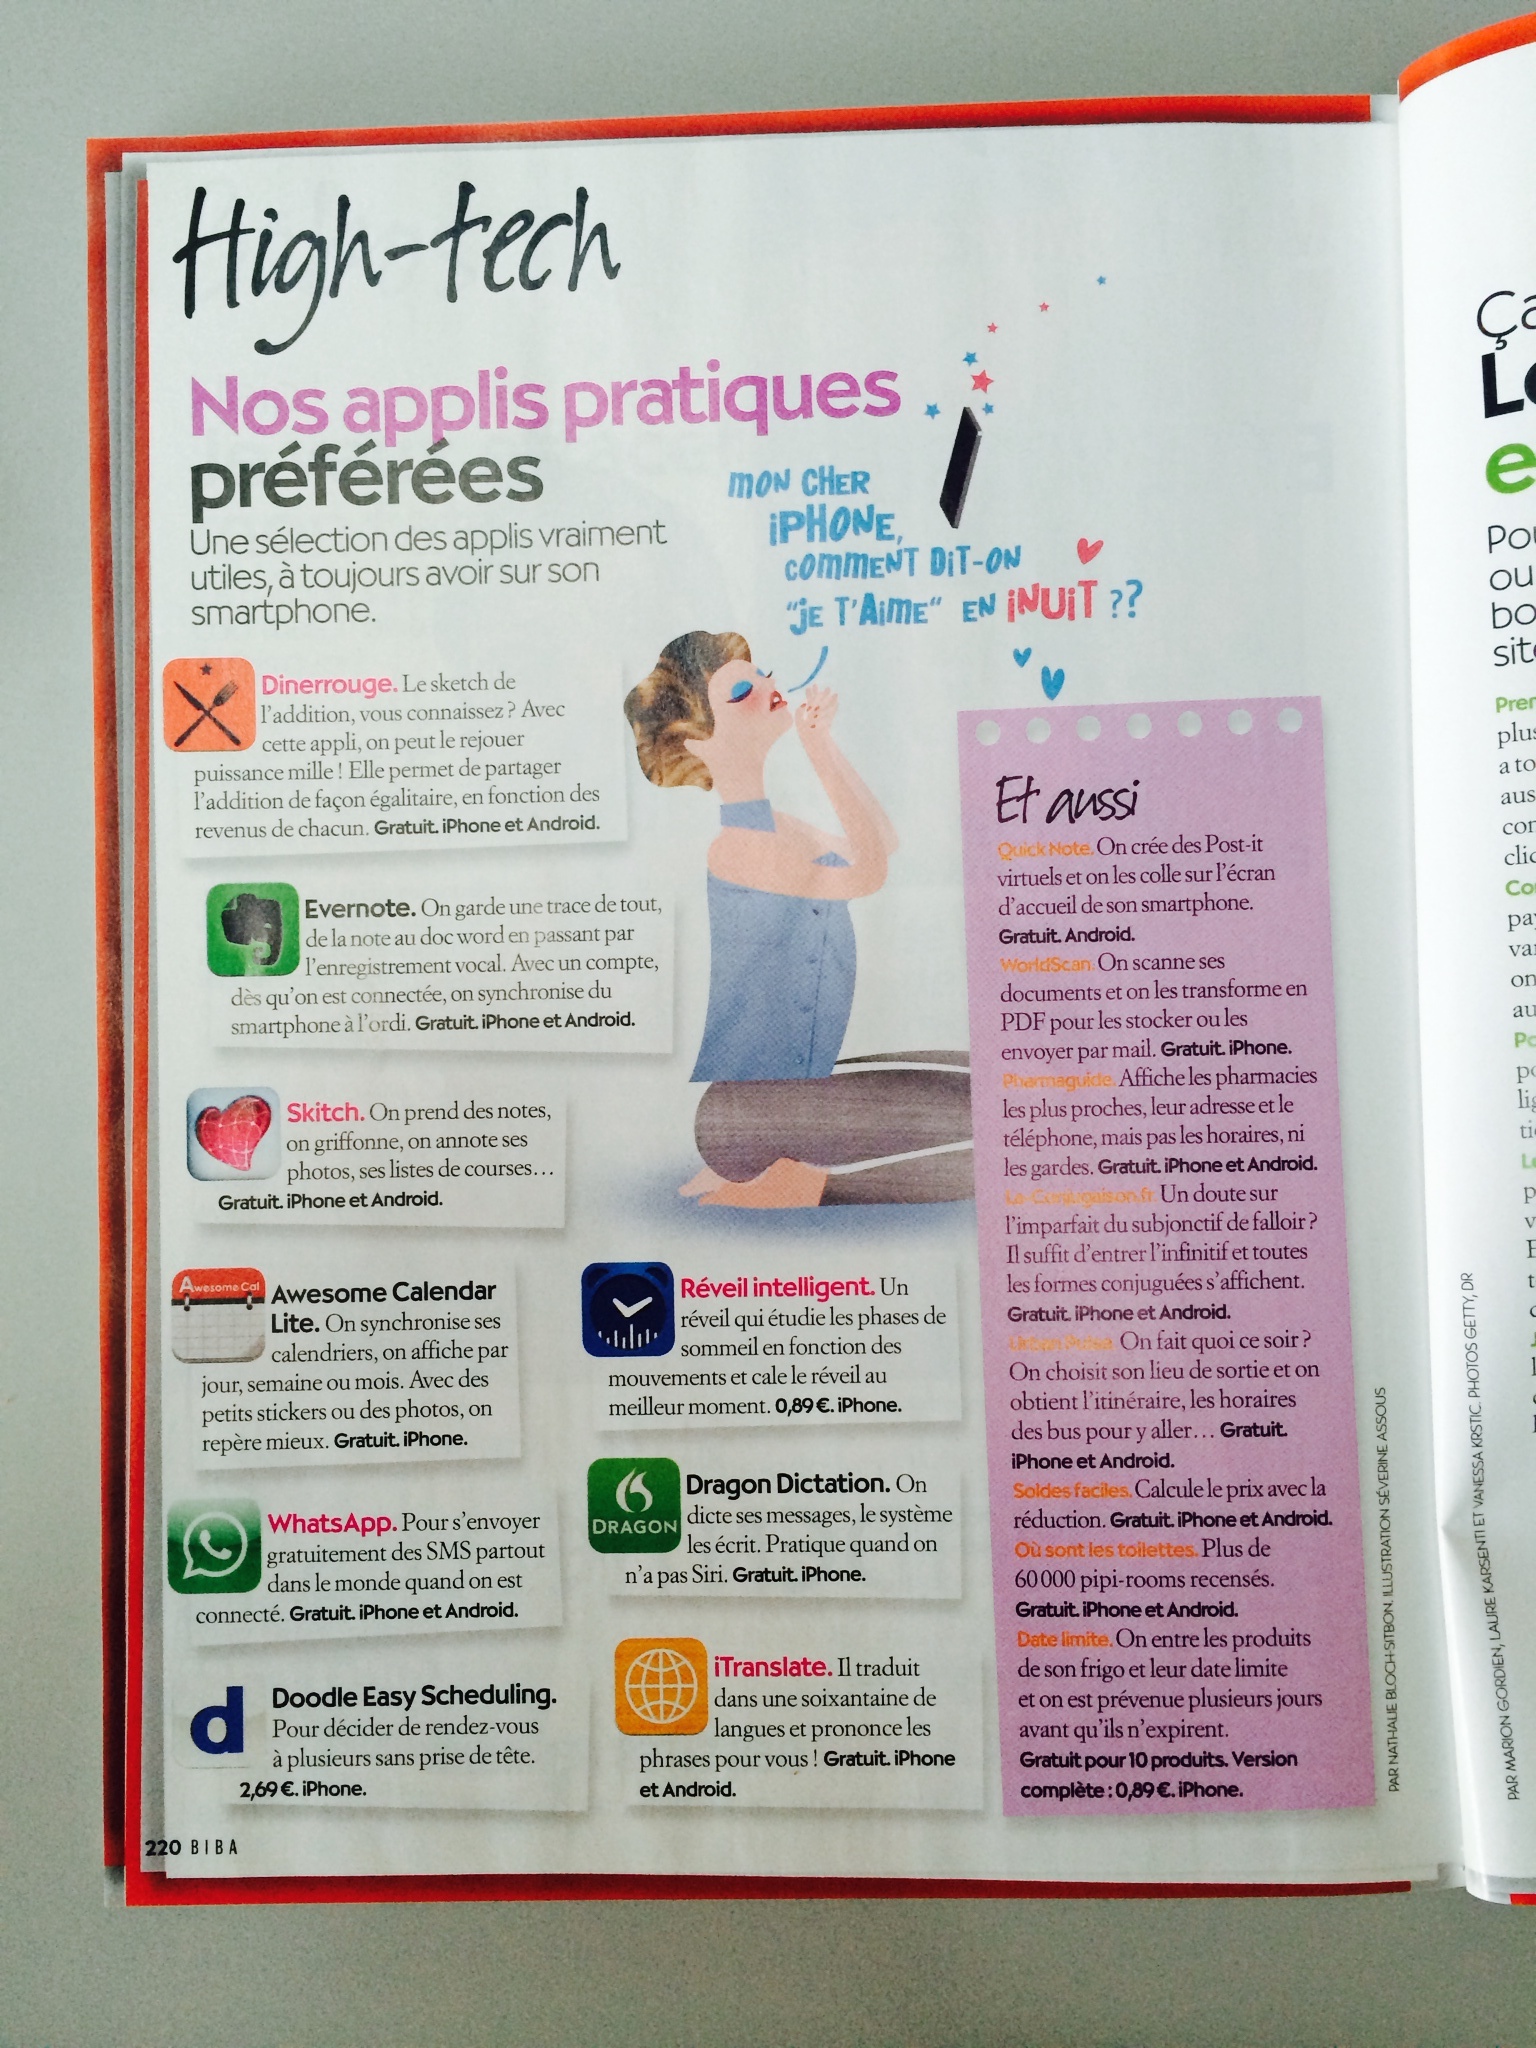 High-tech
Nos applis pratiques
préférées
Une sélection des applis vraiment
utiles, à toujours avoir sur son
smartphone.
MON CHER
iPHONE,
COMMENT DiT-ON
“JE T'AiME“ EN iNUiT ??
Dinerrouge. Le sketch de
l'addition, vous connaissez ? Avec
cette appli, on peut le rejouer
puissance mille ! Elle permet de partager
l'addition de façon égalitaire, en fonction des
revenus de chacun. Gratuit. iPhone et Android.
Evernote. On garde une trace de tout,
de la note au doc word en passant par
l'enregistrement vocal. Avec un compte,
dès qu'on est connectée, on synchronise du
smartphone à l'ordi. Gratuit. iPhone et Android.
Skitch. On prend des notes,
on griffonne, on annote ses
photos, ses listes de courses…
Gratuit. iPhone et Android.
Awesome Cal
Awesome Calendar
Lite. On synchronise ses
calendriers, on affiche par
jour, semaine ou mois. Avec des
petits stickers ou des photos, on
repère mieux. Gratuit. iPhone.
WhatsApp. Pour s'envoyer
gratuitement des SMS partout
dans le monde quand on est
connecté. Gratuit. iPhone et Android.
d
Doodle Easy Scheduling.
Pour décider de rendez-vous
à plusieurs sans prise de tête.
2,69 €. iPhone.
Réveil intelligent. Un
réveil qui étudie les phases de
sommeil en fonction des
mouvements et cale le réveil au
meilleur moment. 0,89 €. iPhone.
DRAGON
Dragon Dictation. On
dicte ses messages, le système
les écrit. Pratique quand on
n'a pas Siri. Gratuit. iPhone.
iTranslate. Il traduit
dans une soixantaine de
langues et prononce les
phrases pour vous ! Gratuit. iPhone
et Android.
Et aussi
Quick Note. On crée des Post-it
virtuels et on les colle sur l'écran
d'accueil de son smartphone.
Gratuit. Android.
WorldScan. On scanne ses
documents et on les transforme en
PDF pour les stocker ou les
envoyer par mail. Gratuit. iPhone.
Pharmaguide. Affiche les pharmacies
les plus proches, leur adresse et le
téléphone, mais pas les horaires, ni
les gardes. Gratuit. iPhone et Android.
La-Conjugaison.fr. Un doute sur
l'imparfait du subjonctif de falloir ?
Il suffit d'entrer l'infinitif et toutes
les formes conjuguées s'affichent.
Gratuit. iPhone et Android.
Urban Pulse. On fait quoi ce soir ?
On choisit son lieu de sortie et on
obtient l'itinéraire, les horaires
des bus pour y aller… Gratuit.
iPhone et Android.
Soldes faciles. Calcule le prix avec la
réduction. Gratuit. iPhone et Android.
Où sont les toilettes. Plus de
60 000 pipi-rooms recensés.
Gratuit. iPhone et Android.
Date limite. On entre les produits
de son frigo et leur date limite
et on est prévenue plusieurs jours
avant qu'ils n'expirent.
Gratuit pour 10 produits. Version
complète : 0,89 €. iPhone.
PAR NATHALIE BLOCH-SITBON. ILLUSTRATION SÉVERINE ASSOUS
220 BIBA
PAR MARION GORDIEN, LAURE KARSENTI ET VANESSA KRSTIC. PHOTOS GETTY, DR